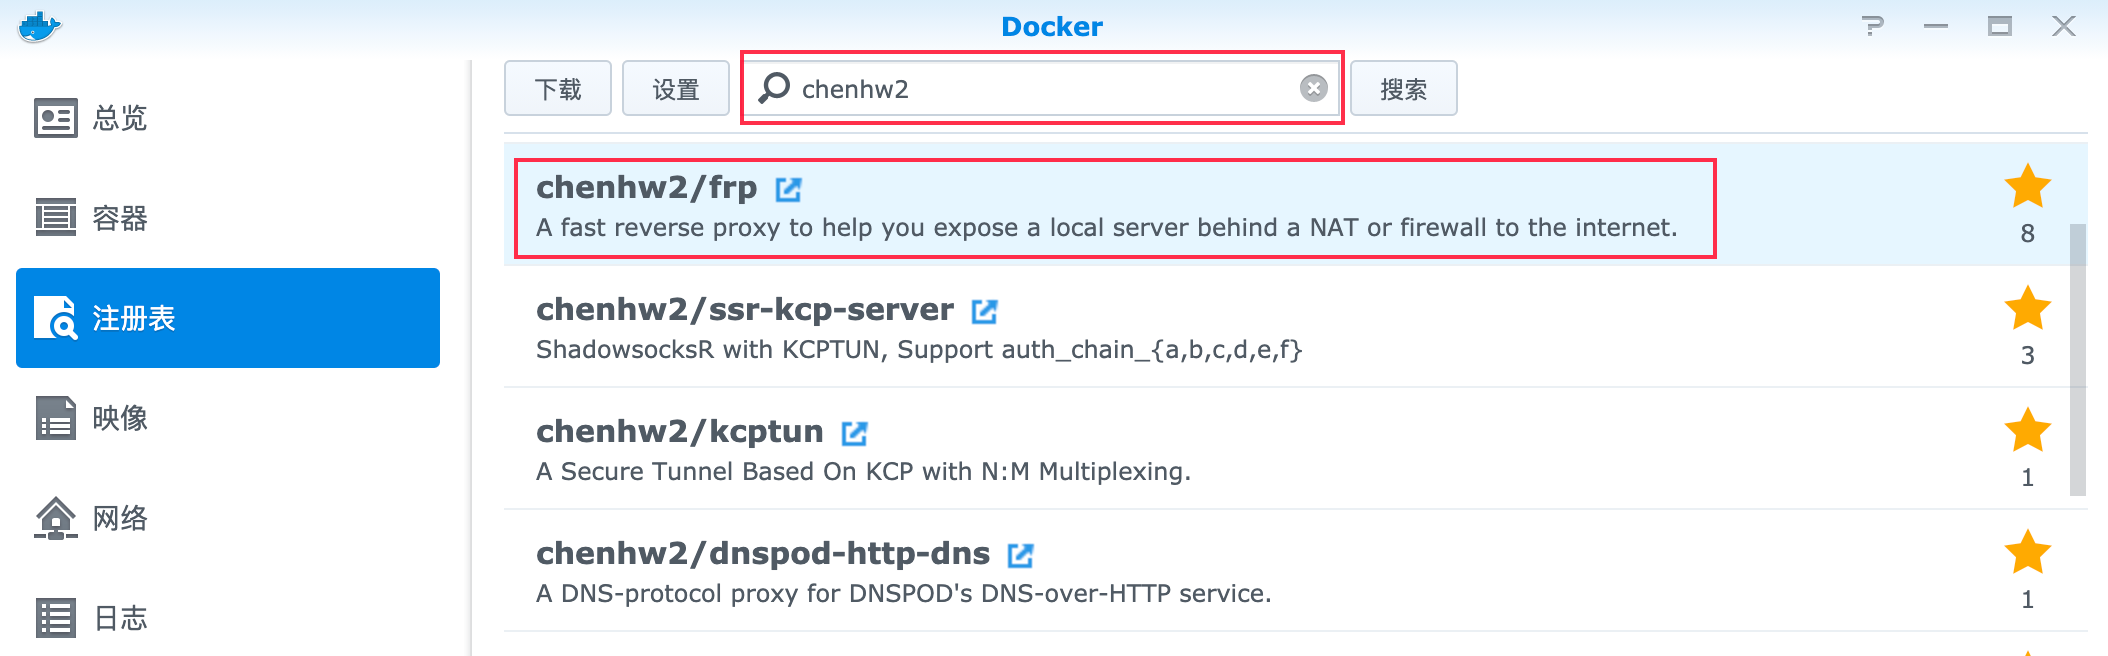 Docker
总览
容器
注册表
映像
网络
日志
下载
设置
chenhw2
搜索
chenhw2/frp
A fast reverse proxy to help you expose a local server behind a NAT or firewall to the internet.
8
chenhw2/ssr-kcp-server
ShadowsocksR with KCPTUN, Support auth_chain_{a,b,c,d,e,f}
3
chenhw2/kcptun
A Secure Tunnel Based On KCP with N:M Multiplexing.
1
chenhw2/dnspod-http-dns
A DNS-protocol proxy for DNSPOD's DNS-over-HTTP service.
1